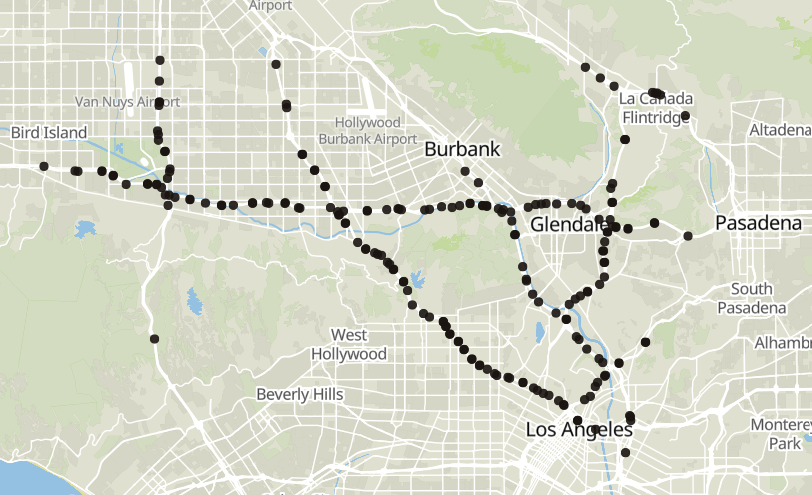 Airport
Van Nuys Airport
Bird Island
Hollywood
Burbank Airport
Burbank
La Cañada
Flintridge
Altadena
Glendale
Pasadena
South
Pasadena
West
Hollywood
Alhambr
Beverly Hills
Los Angeles
Monterey
Park